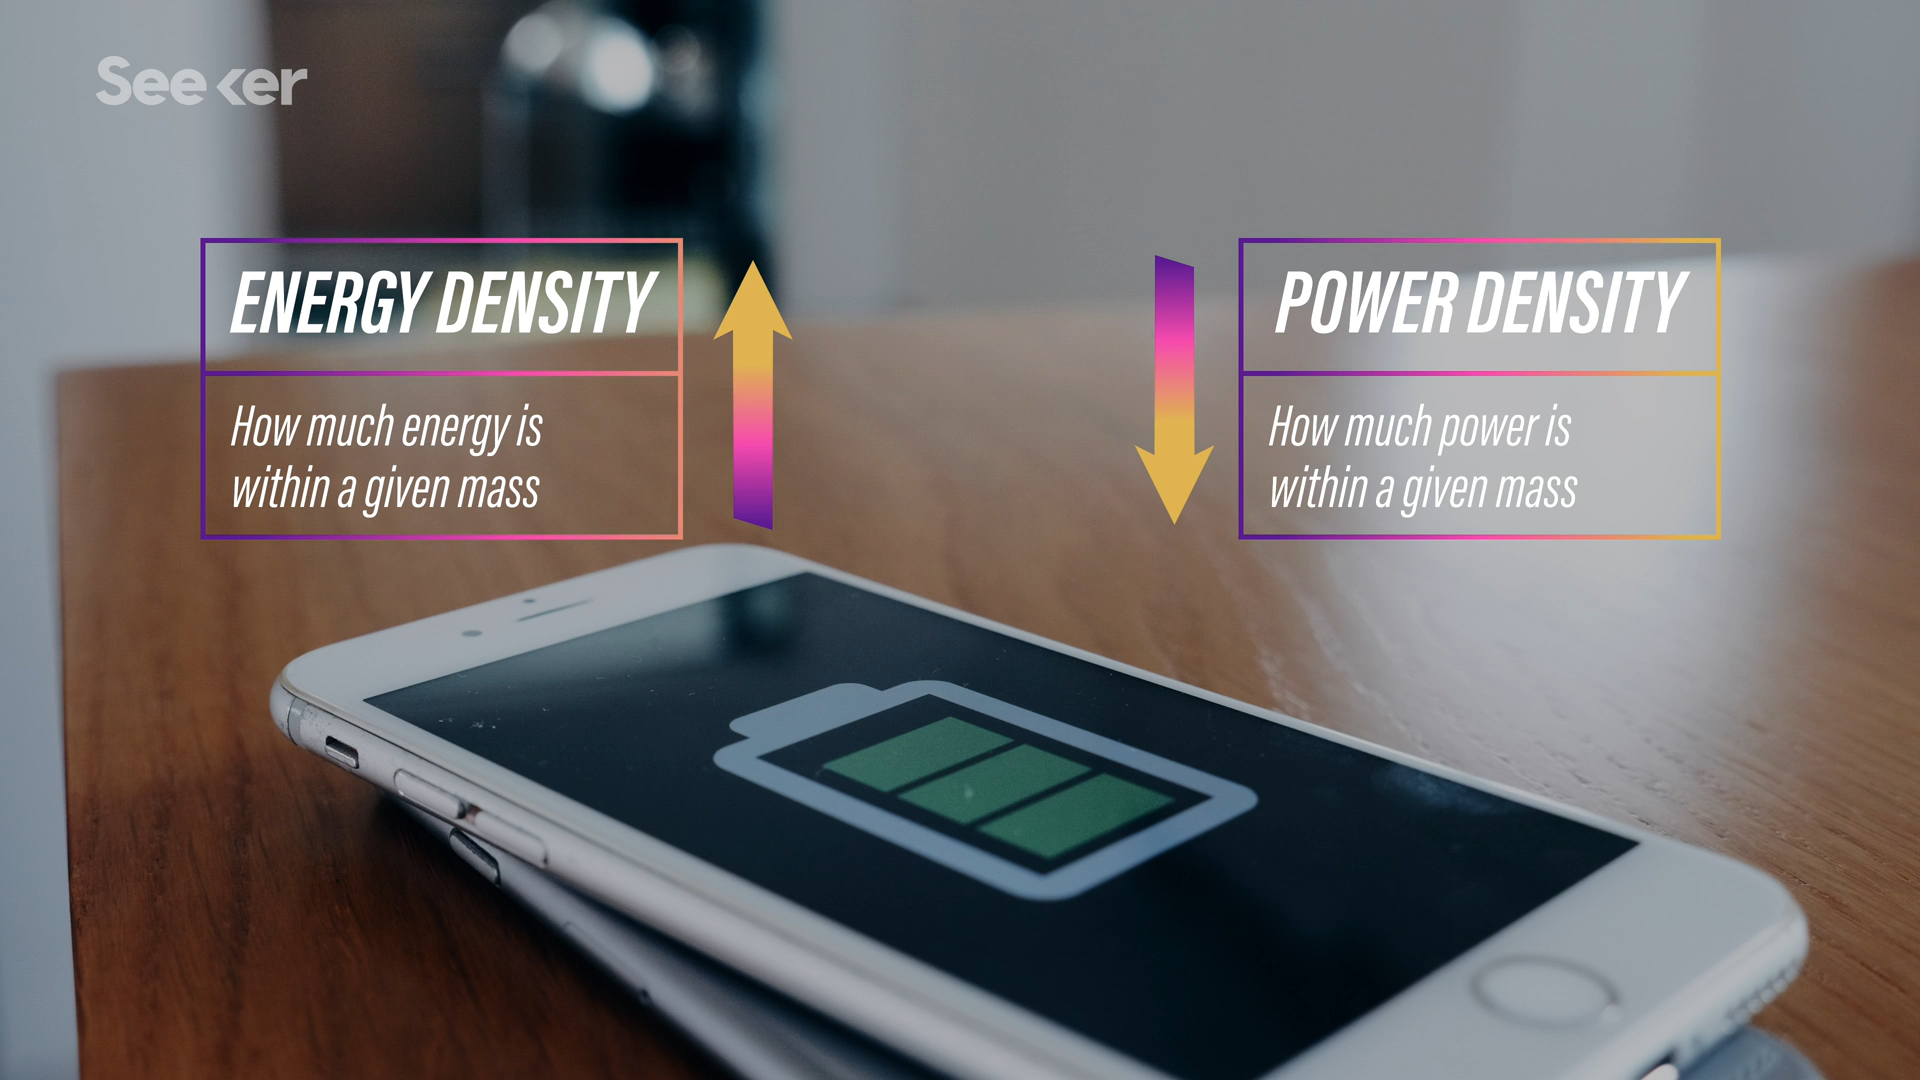 Seeker
ENERGY DENSITY
How much energy is
within a given mass
POWER DENSITY
How much power is
within a given mass